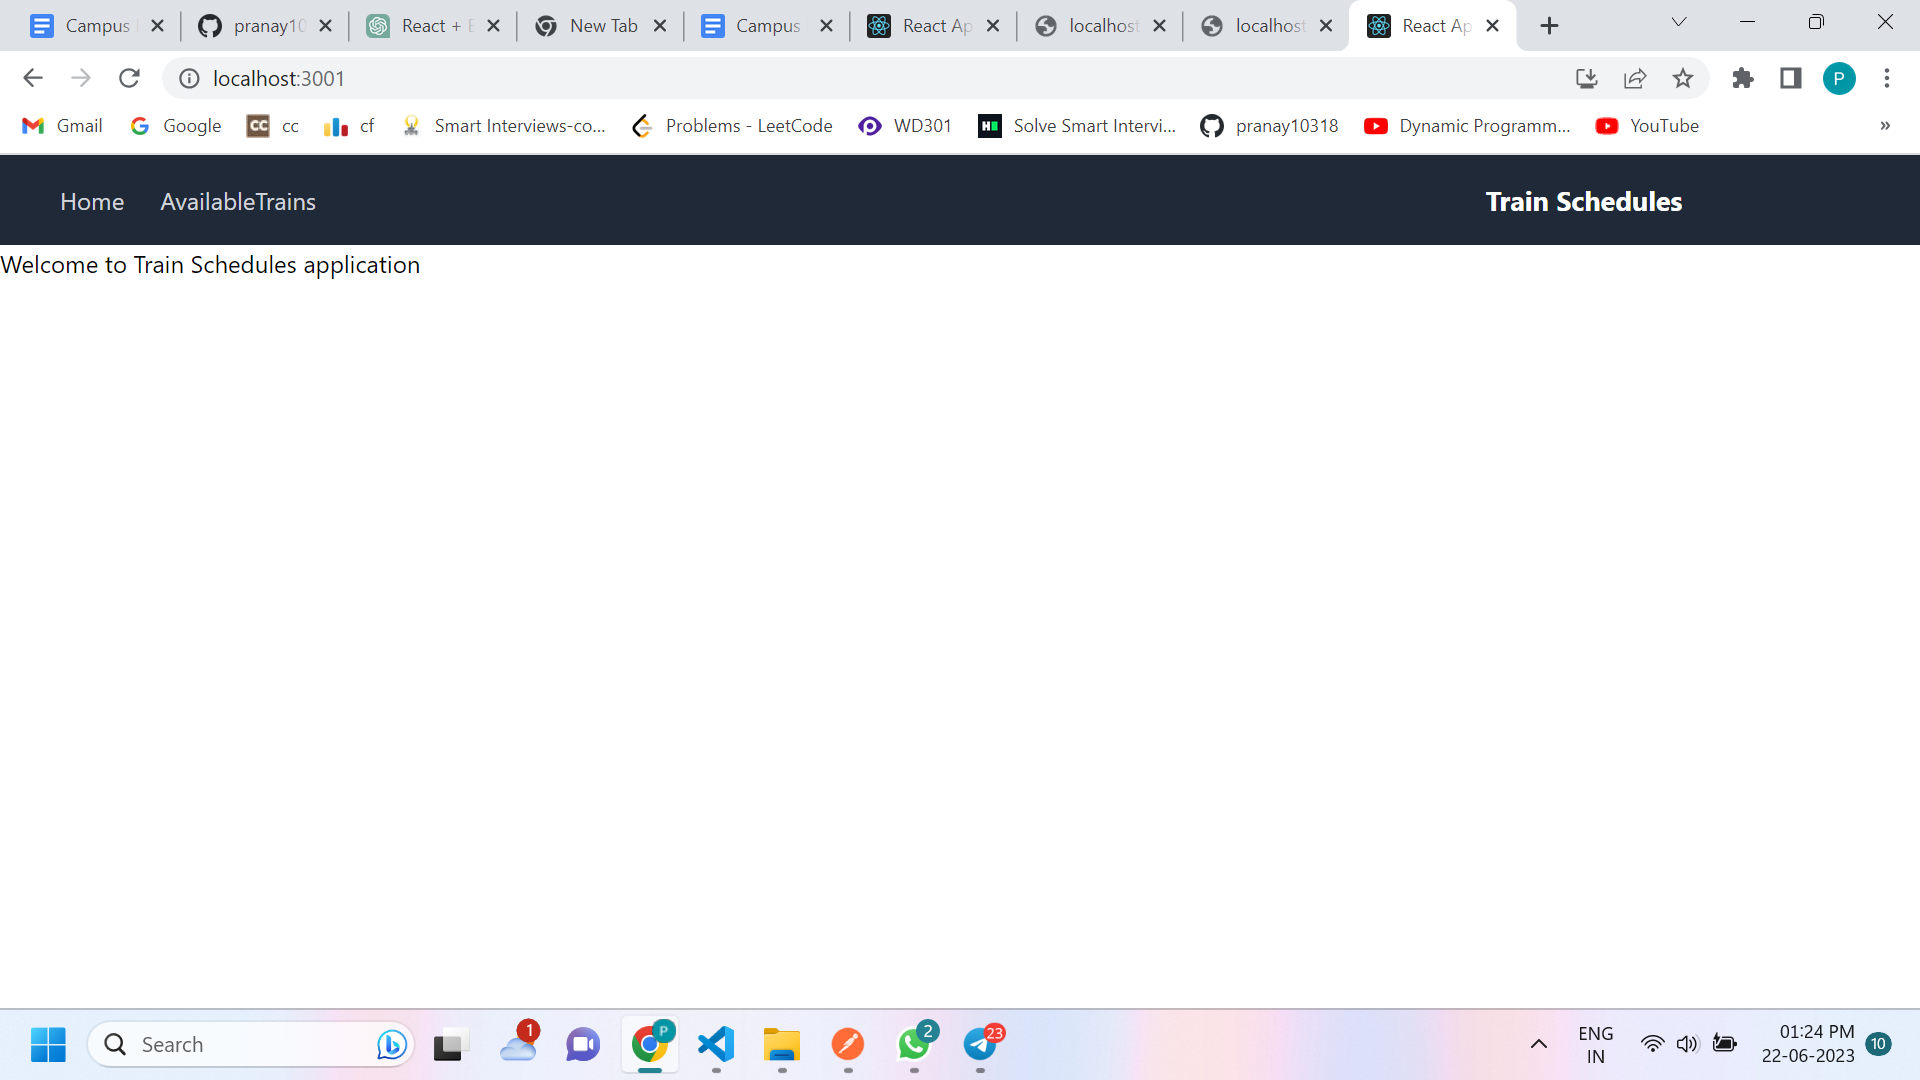 Campus
pranay10
React + E
New Tab
Campus
React Ap
localhost
localhost
React Ap
localhost:3001
P
Gmail
Google
CC cc
cf
Smart Interviews-co...
Problems - LeetCode
WD301
H Solve Smart Intervi...
pranay10318
Dynamic Programm...
YouTube
»
Home
AvailableTrains
Train Schedules
Welcome to Train Schedules application
Search
1
P
2
23
ENG
IN
01:24 PM
22-06-2023
10